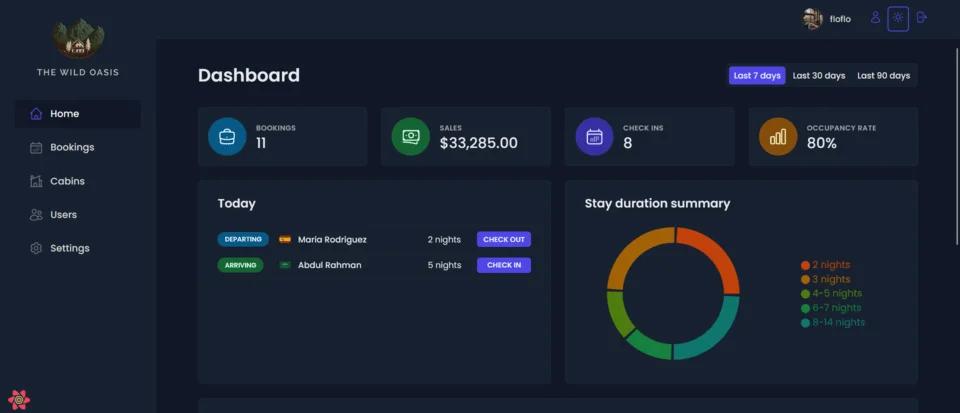 THE WILD OASIS
Home
Bookings
Cabins
Users
Settings
floflo
Dashboard
Last 7 days Last 30 days Last 90 days
BOOKINGS
11
SALES
$33,285.00
CHECK INS
8
OCCUPANCY RATE
80%
Today
DEPARTING Maria Rodriguez 2 nights CHECK OUT
ARRIVING Abdul Rahman 5 nights CHECK IN
Stay duration summary
2 nights
3 nights
4-5 nights
6-7 nights
8-14 nights